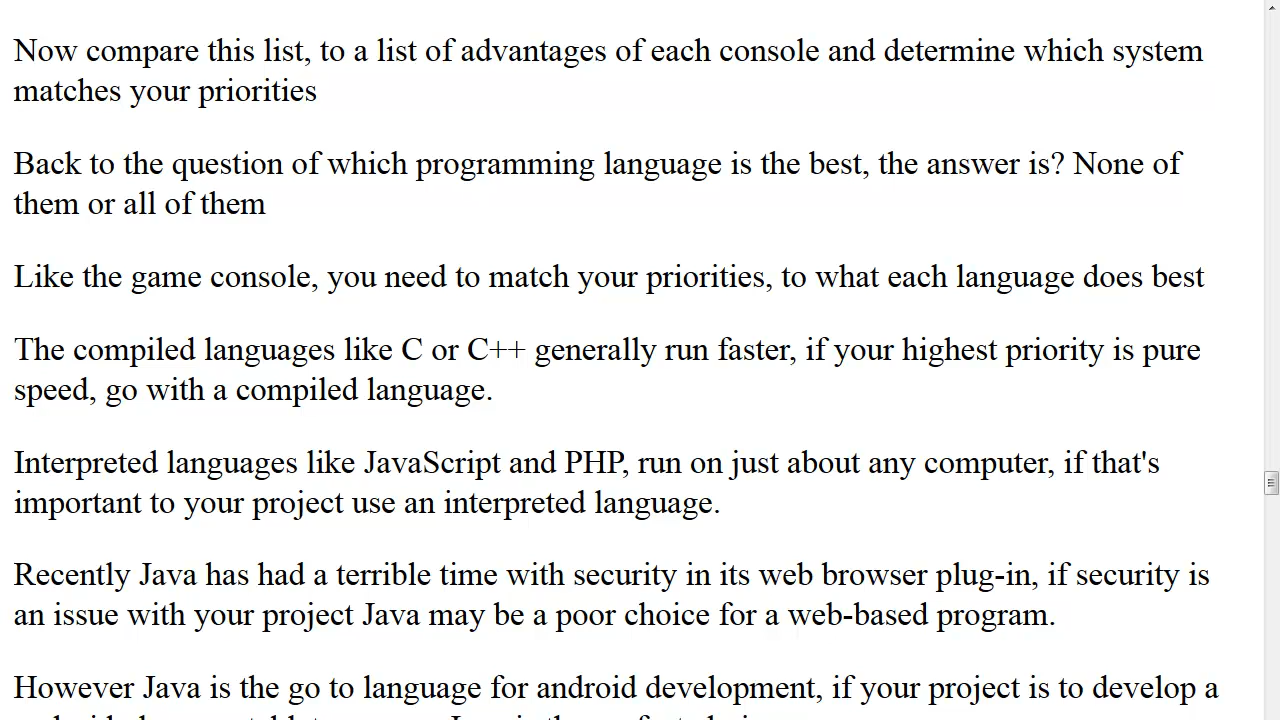 Now compare this list, to a list of advantages of each console and determine which system
matches your priorities
Back to the question of which programming language is the best, the answer is? None of
them or all of them
Like the game console, you need to match your priorities, to what each language does best
The compiled languages like C or C++ generally run faster, if your highest priority is pure
speed, go with a compiled language.
Interpreted languages like JavaScript and PHP, run on just about any computer, if that's
important to your project use an interpreted language.
Recently Java has had a terrible time with security in its web browser plug-in, if security is
an issue with your project Java may be a poor choice for a web-based program.
However Java is the go to language for android development, if your project is to develop a